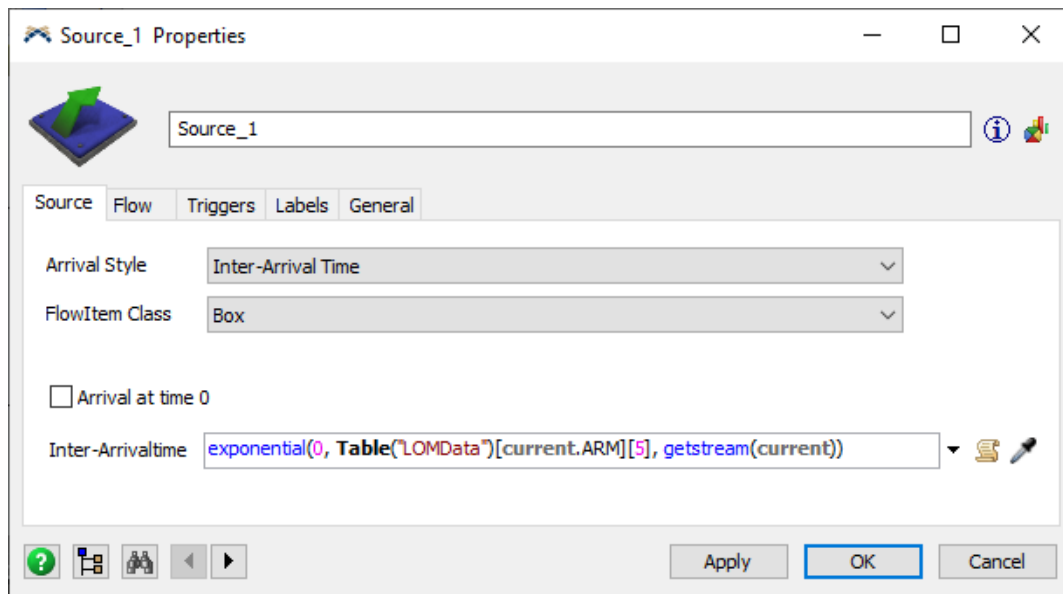 Source_1 Properties
Source_1
Source Flow Triggers Labels General
Arrival Style Inter-Arrival Time
FlowItem Class Box
Arrival at time 0
Inter-Arrivaltime exponential(0, Table("LOMData")[current.ARM][5], getstream(current))
Apply OK Cancel